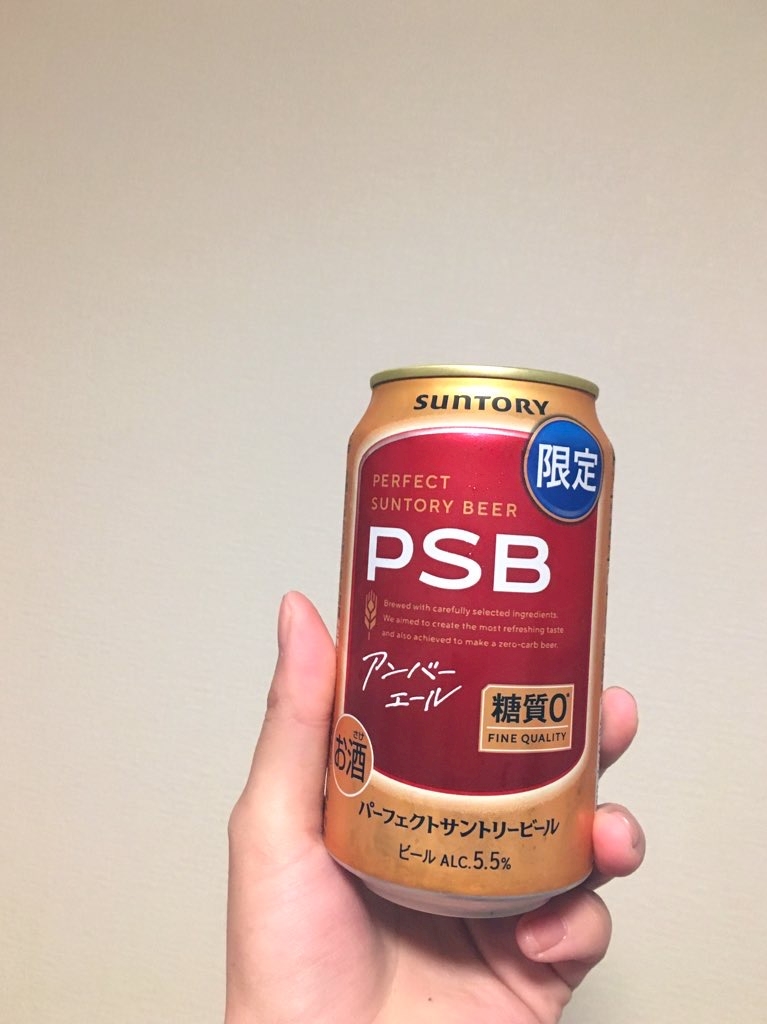 SUNTORY
限定
PERFECT
SUNTORY BEER
PSB
Brewed with carefully selected ingredients.
We aimed to create the most refreshing taste
and also achieved to make a zero-carb beer.
アンバー
エール
糖質0*
FINE QUALITY
さけ
お酒
パーフェクトサントリービール
ビール ALC.5.5%